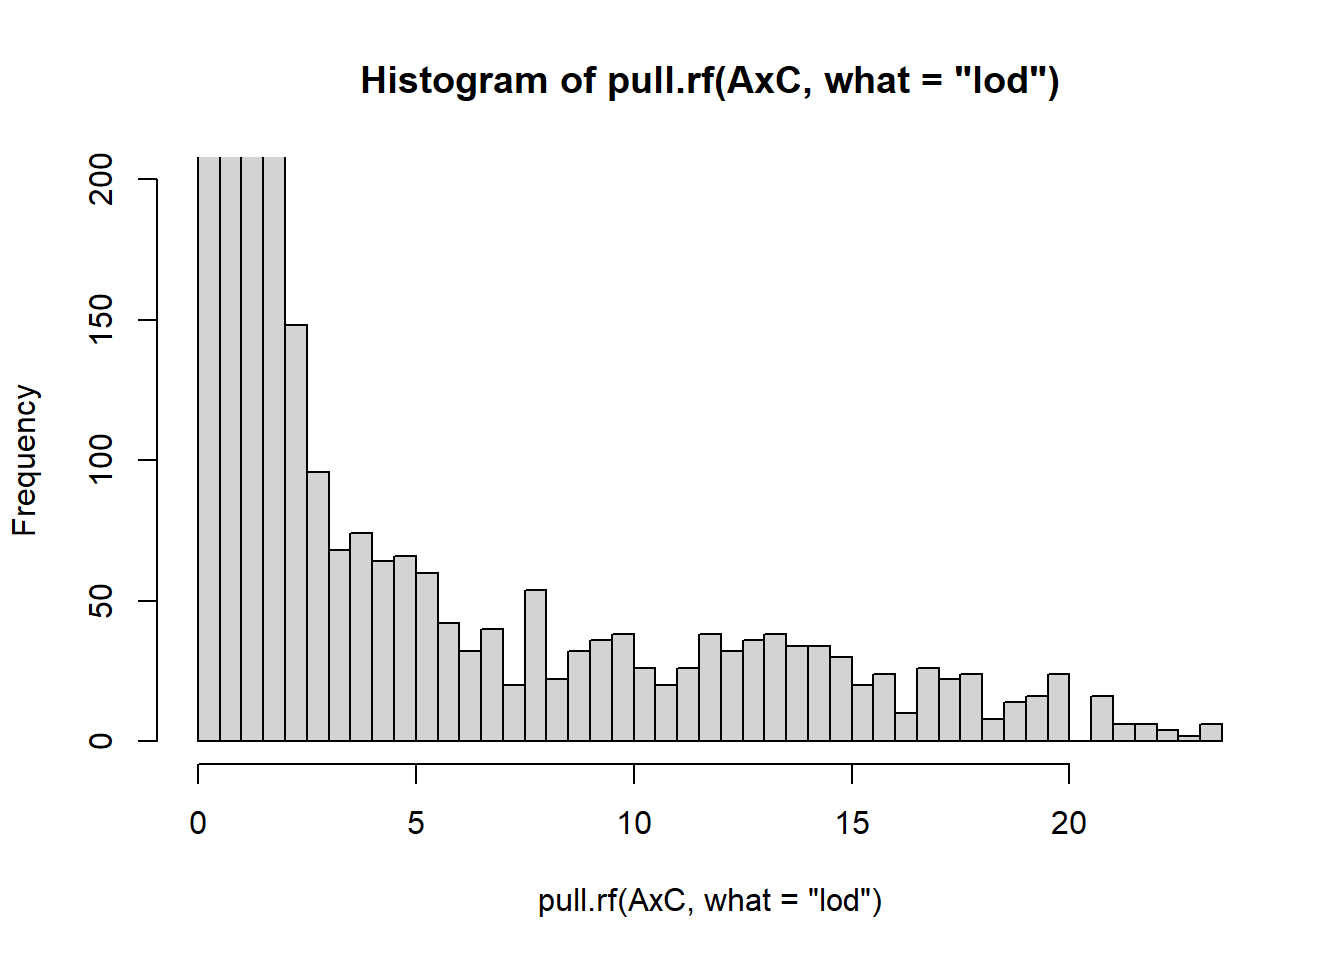 Histogram of pull.rf(AxC, what = "lod")
Frequency
200
150
100
50
0
0 5 10 15 20
pull.rf(AxC, what = "lod")